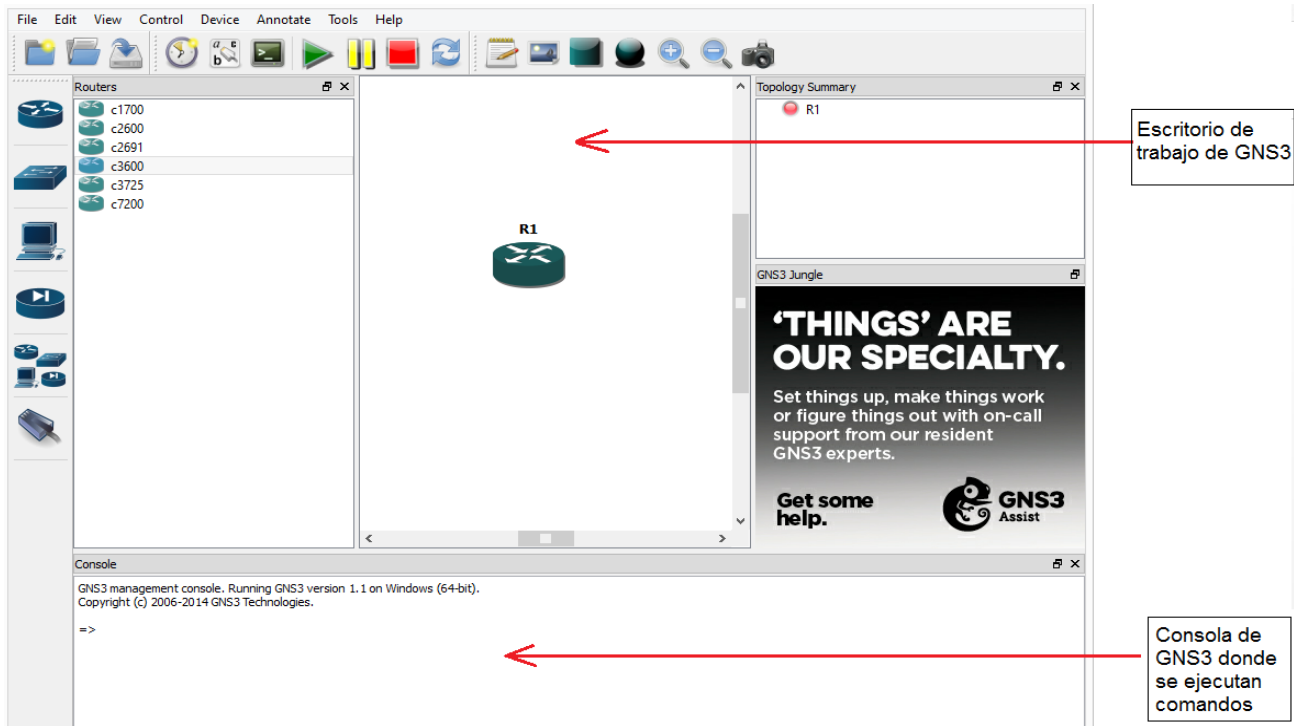 File Edit View Control Device Annotate Tools Help
Routers
c1700
c2600
c2691
c3600
c3725
c7200
R1
Topology Summary
R1
Escritorio de
trabajo de GNS3
GNS3 Jungle
‘THINGS’ ARE
OUR SPECIALTY.
Set things up, make things work
or figure things out with on-call
support from our resident
GNS3 experts.
Get some
help.
GNS3
Assist
Console
GNS3 management console. Running GNS3 version 1.1 on Windows (64-bit).
Copyright (c) 2006-2014 GNS3 Technologies.
=>
Consola de
GNS3 donde
se ejecutan
comandos